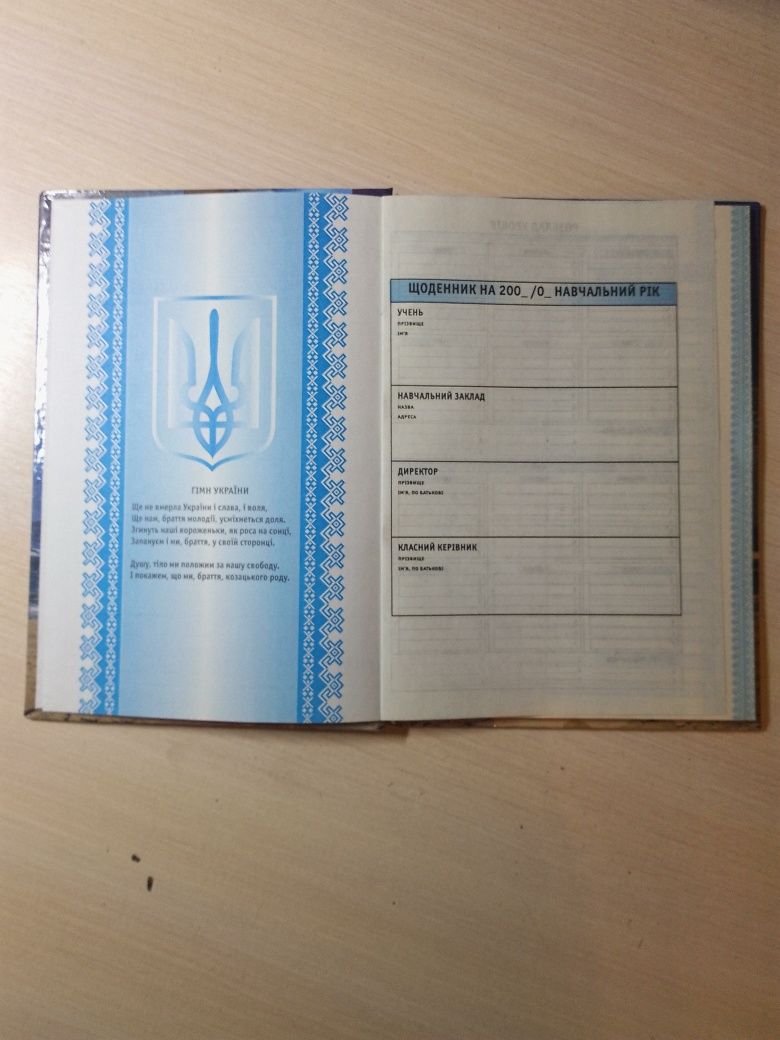 ГІМН УКРАЇНИ
Ще не вмерла України і слава, і воля,
Ще нам, браття молодії, усміхнеться доля.
Згинуть наші вороженьки, як роса на сонці,
Запануєм і ми, браття, у своїй сторонці.
Душу, тіло ми положим за нашу свободу.
І покажем, що ми, браття, козацького роду.
ЩОДЕННИК НА 200_ /0_ НАВЧАЛЬНИЙ РІК
УЧЕНЬ
ПРІЗВИЩЕ
ІМ'Я
НАВЧАЛЬНИЙ ЗАКЛАД
НАЗВА
АДРЕСА
ДИРЕКТОР
ПРІЗВИЩЕ
ІМ'Я, ПО БАТЬКОВІ
КЛАСНИЙ КЕРІВНИК
ПРІЗВИЩЕ
ІМ'Я, ПО БАТЬКОВІ